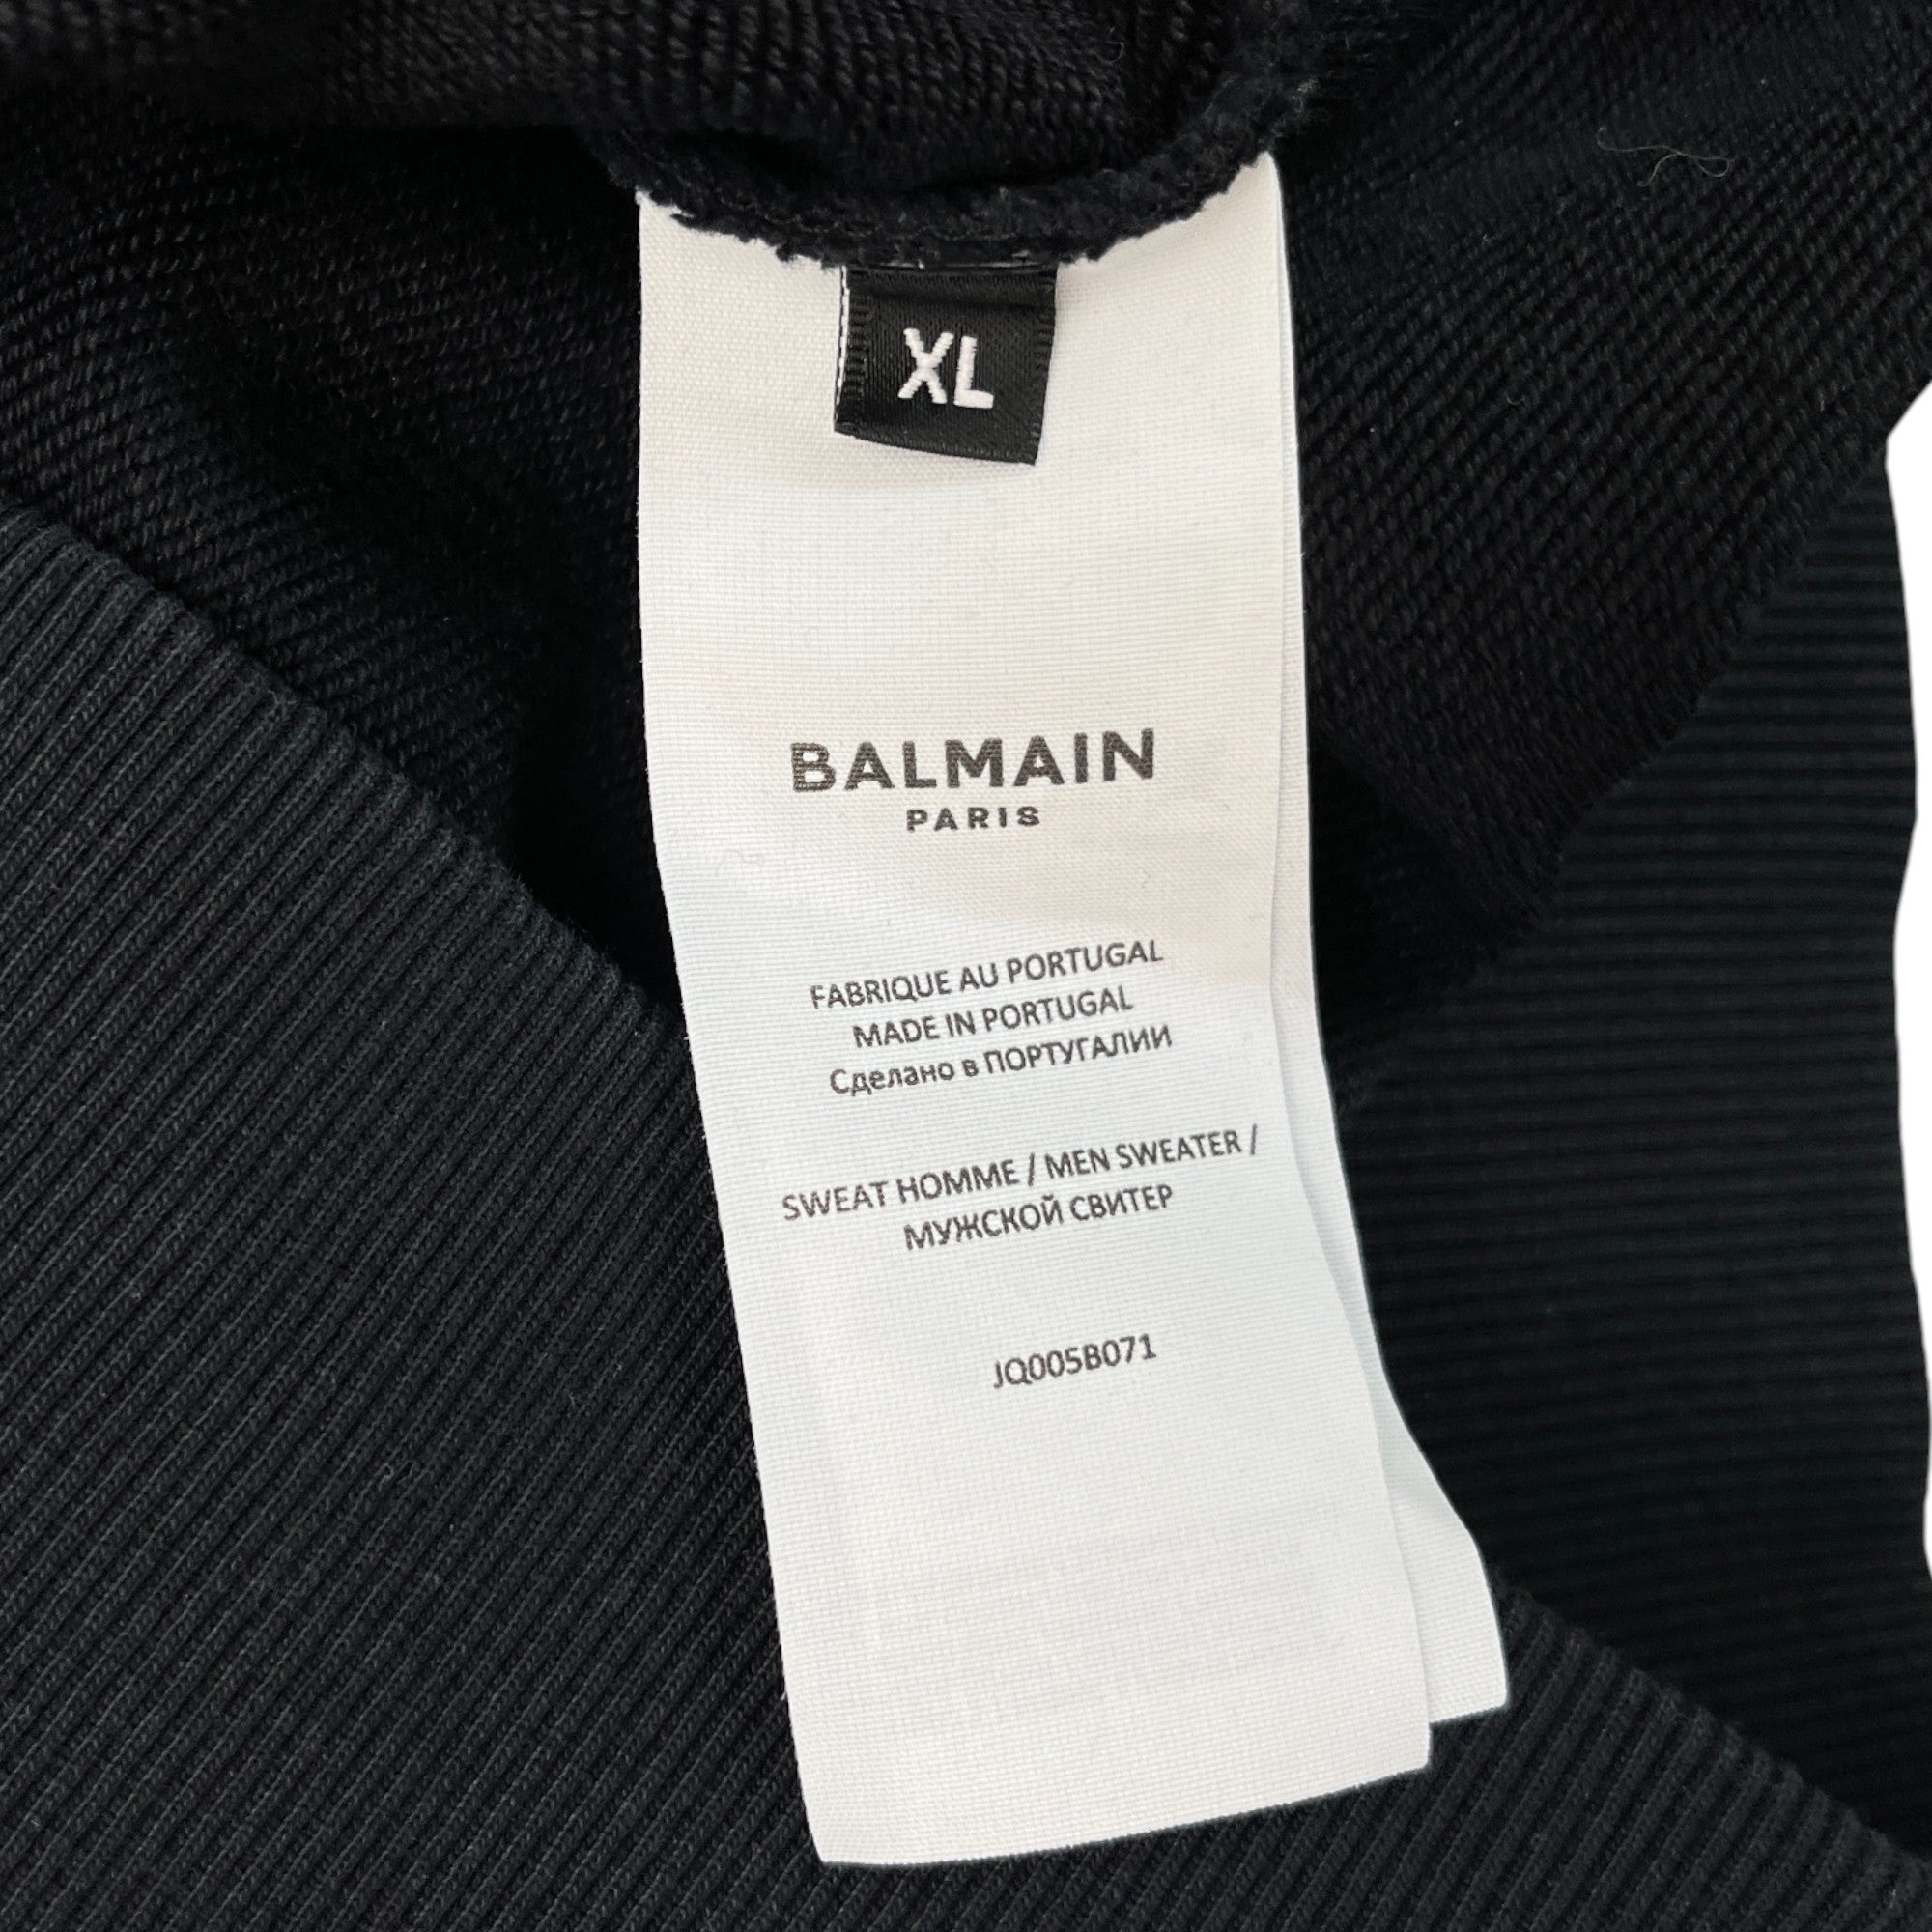 XL
BALMAIN
PARIS
FABRIQUE AU PORTUGAL
MADE IN PORTUGAL
Сделано в ПОРТУГАЛИИ
SWEAT HOMME / MEN SWEATER /
МУЖСКОЙ СВИТЕР
JQ005B071